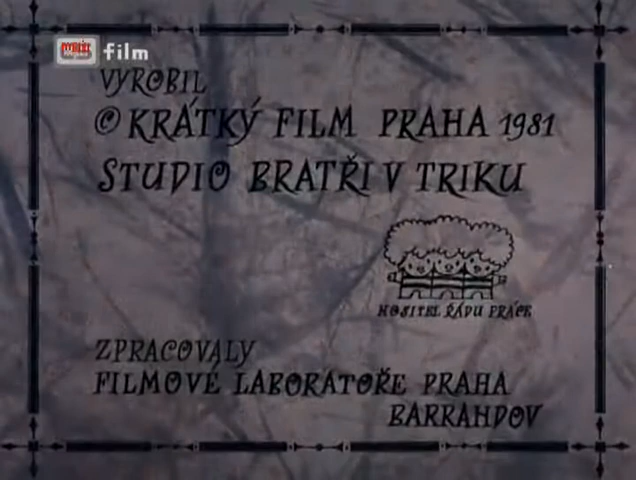 film
VYROBIL
© KRÁTKÝ FILM PRAHA 1981
STUDIO BRATŘI V TRIKU
NOSITEL ŘÁDU PRÁCE
ZPRACOVALY
FILMOVÉ LABORATOŘE PRAHA
BARRANDOV